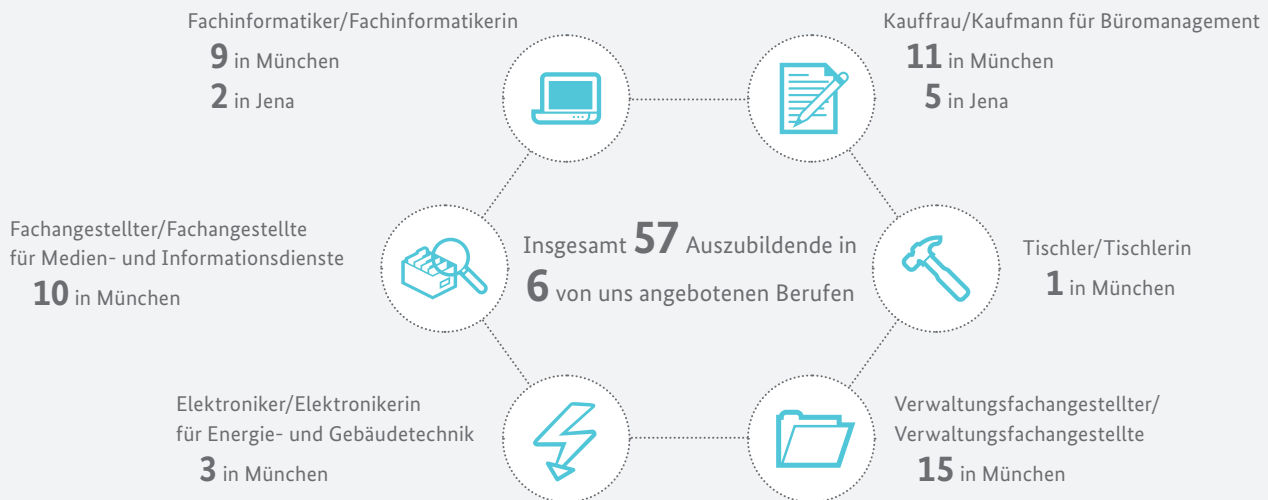 Fachinformatiker/Fachinformatikerin
9 in München
2 in Jena
Kauffrau/Kaufmann für Büromanagement
11 in München
5 in Jena
Fachangestellter/Fachangestellte
für Medien- und Informationsdienste
10 in München
Insgesamt 57 Auszubildende in
6 von uns angebotenen Berufen
Tischler/Tischlerin
1 in München
Elektroniker/Elektronikerin
für Energie- und Gebäudetechnik
3 in München
Verwaltungsfachangestellter/
Verwaltungsfachangestellte
15 in München